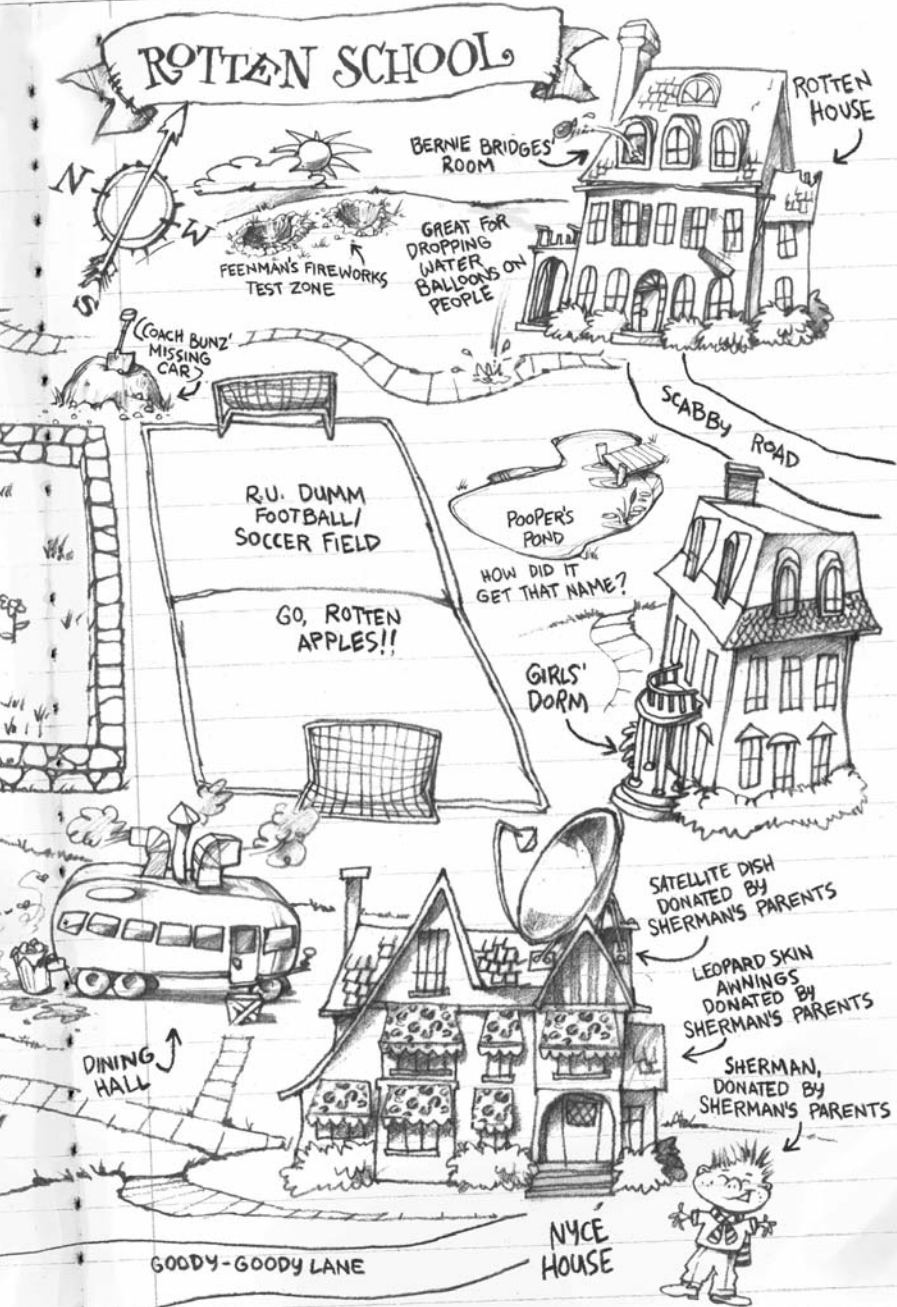 ROTTEN SCHOOL
ROTTEN
HOUSE
BERNIE BRIDGES'
ROOM
N
W
S
FEENMAN'S FIREWORKS
TEST ZONE
GREAT FOR
DROPPING
WATER
BALLOONS ON
PEOPLE
COACH BUNZ'
MISSING
CAR
SCABBY ROAD
R.U. DUMM
FOOTBALL/
SOCCER FIELD
POOPER'S
POND
HOW DID IT
GET THAT NAME?
GO, ROTTEN
APPLES!!
GIRLS'
DORM
SATELLITE DISH
DONATED BY
SHERMAN'S PARENTS
LEOPARD SKIN
AWNINGS
DONATED BY
SHERMAN'S PARENTS
DINING
HALL
SHERMAN,
DONATED BY
SHERMAN'S PARENTS
NYCE
HOUSE
GOODY-GOODY LANE